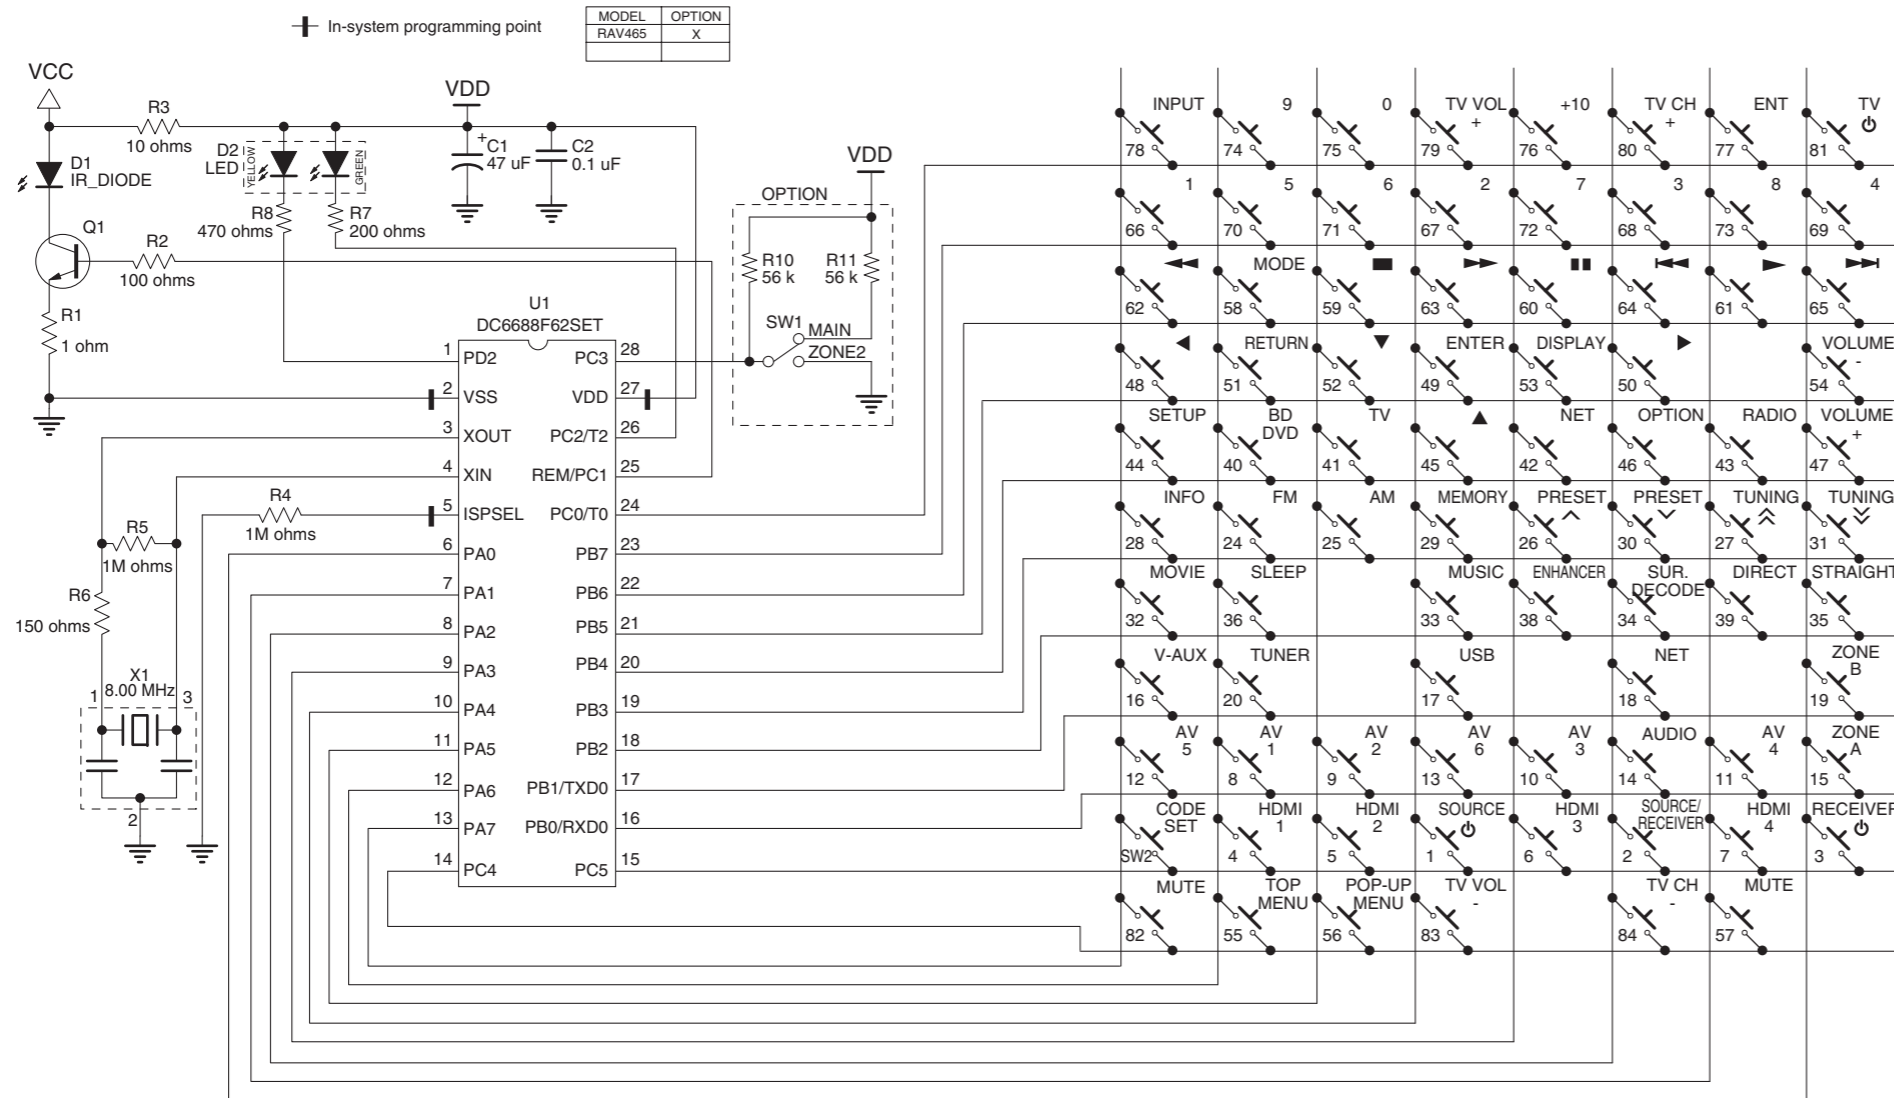 In-system programming point
MODEL OPTION
RAV465 X
VCC
VDD
R3
10 ohms
D1
IR_DIODE
D2
LED
YELLOW
GREEN
C1
+
47 uF
C2
0.1 uF
R8
470 ohms
R7
200 ohms
Q1
R2
100 ohms
R1
1 ohm
VDD
OPTION
R10
56 k
R11
56 k
SW1
MAIN
ZONE2
U1
DC6688F62SET
1 PD2 PC3 28
2 VSS VDD 27
3 XOUT PC2/T2 26
4 XIN REM/PC1 25
5 ISPSEL PC0/T0 24
6 PA0 PB7 23
7 PA1 PB6 22
8 PA2 PB5 21
9 PA3 PB4 20
10 PA4 PB3 19
11 PA5 PB2 18
12 PA6 PB1/TXD0 17
13 PA7 PB0/RXD0 16
14 PC4 PC5 15
R4
1M ohms
R5
1M ohms
R6
150 ohms
X1
8.00 MHz
1 3
2
INPUT 9 0 TV VOL + +10 TV CH + ENT TV
78 74 75 79 76 80 77 81
1 5 6 2 7 3 8 4
66 70 71 67 72 68 73 69
MODE
62 58 59 63 60 64 61 65
RETURN ENTER DISPLAY VOLUME -
48 51 52 49 53 50 54
SETUP BD DVD TV NET OPTION RADIO VOLUME +
44 40 41 45 42 46 43 47
INFO FM AM MEMORY PRESET PRESET TUNING TUNING
28 24 25 29 26 30 27 31
MOVIE SLEEP MUSIC ENHANCER SUR. DECODE DIRECT STRAIGHT
32 36 33 38 34 39 35
V-AUX TUNER USB NET ZONE B
16 20 17 18 19
AV 5 AV 1 AV 2 AV 6 AV 3 AUDIO AV 4 ZONE A
12 8 9 13 10 14 11 15
CODE SET HDMI 1 HDMI 2 SOURCE HDMI 3 SOURCE/ RECEIVER HDMI 4 RECEIVER
SW2 4 5 1 6 2 7 3
MUTE TOP MENU POP-UP MENU TV VOL - TV CH - MUTE
82 55 56 83 84 57